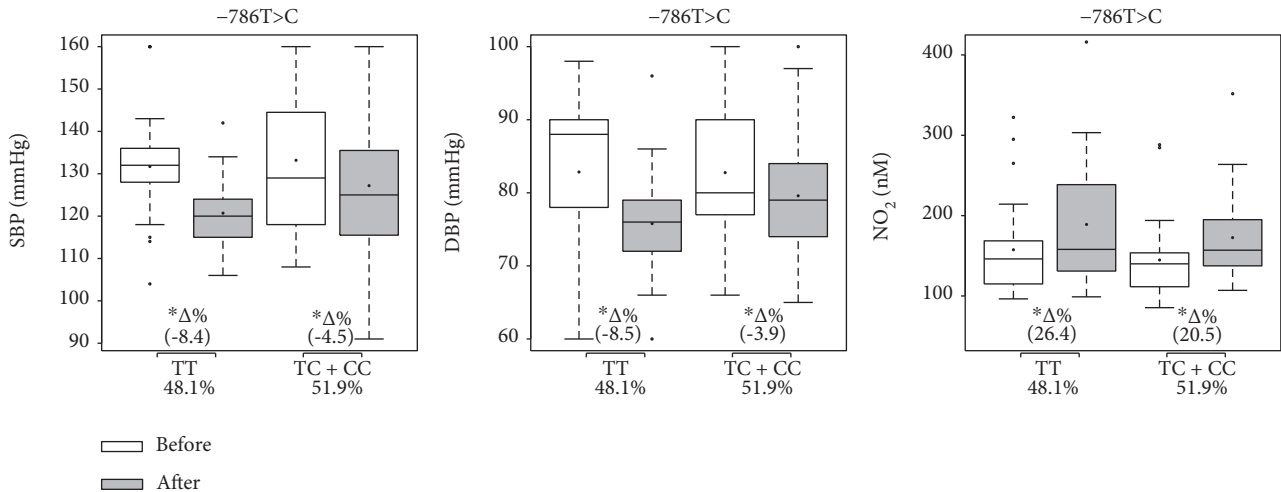 −786T>C
SBP (mmHg)
160
150
140
130
120
110
100
90
*Δ%
(-8.4)
*Δ%
(-4.5)
TT
48.1%
TC + CC
51.9%
−786T>C
DBP (mmHg)
100
90
80
70
60
*Δ%
(-8.5)
*Δ%
(-3.9)
TT
48.1%
TC + CC
51.9%
−786T>C
NO₂ (nM)
400
300
200
100
*Δ%
(26.4)
*Δ%
(20.5)
TT
48.1%
TC + CC
51.9%
Before
After